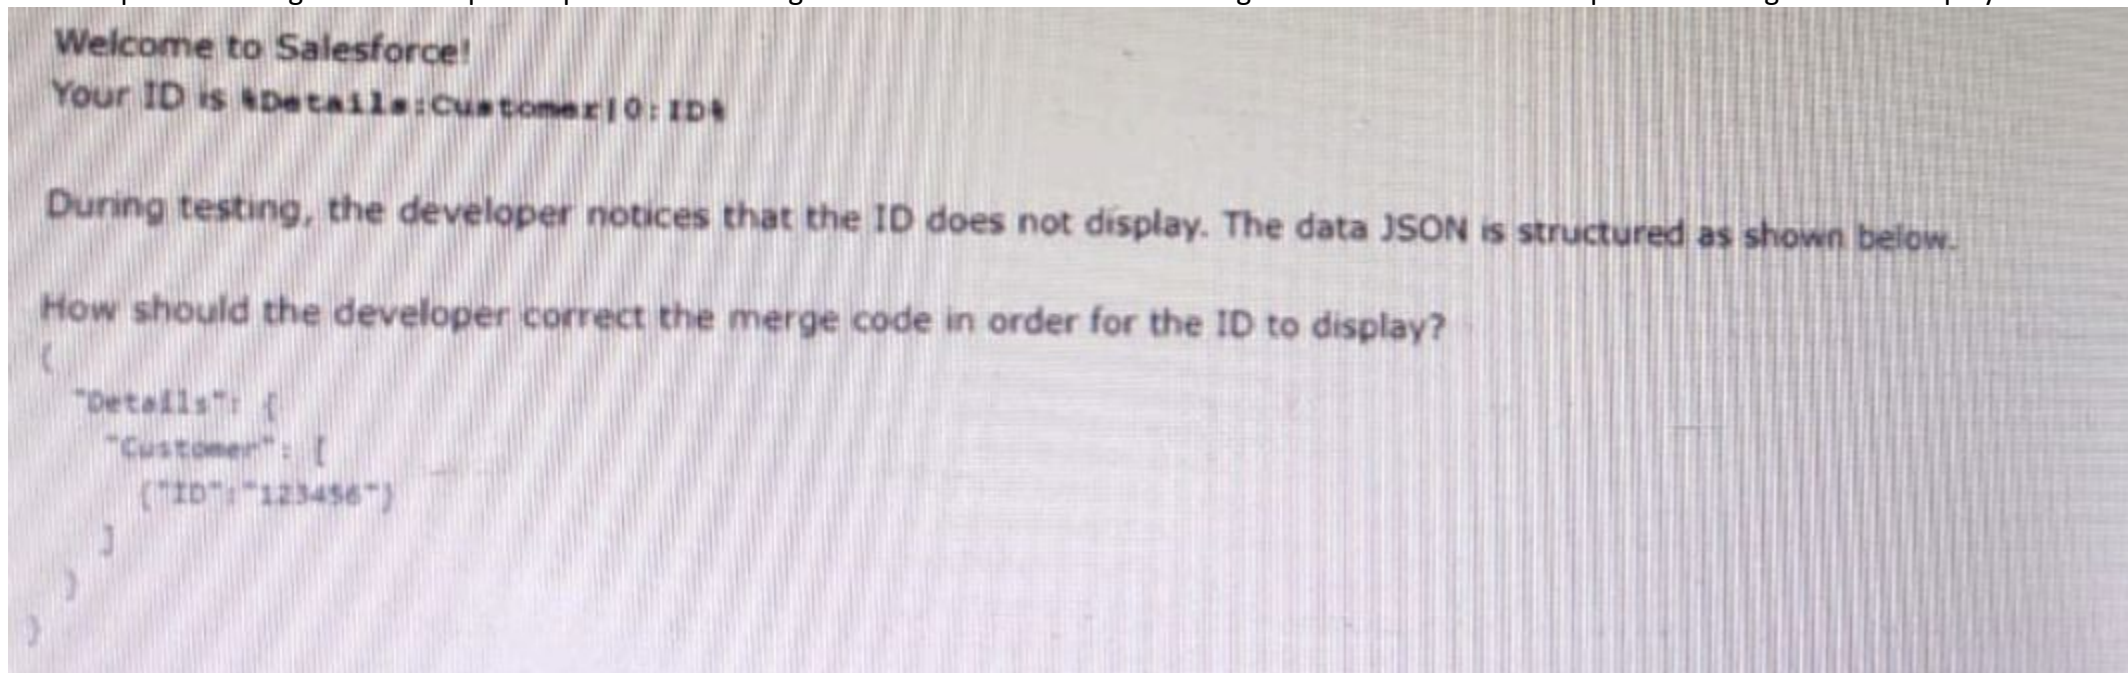 Welcome to Salesforce!
Your ID is %Details:Customer|0:ID%
During testing, the developer notices that the ID does not display. The data JSON is structured as shown below.
How should the developer correct the merge code in order for the ID to display?
{
"Details": {
"Customer": [
{"ID":"123456"}
]
}
}